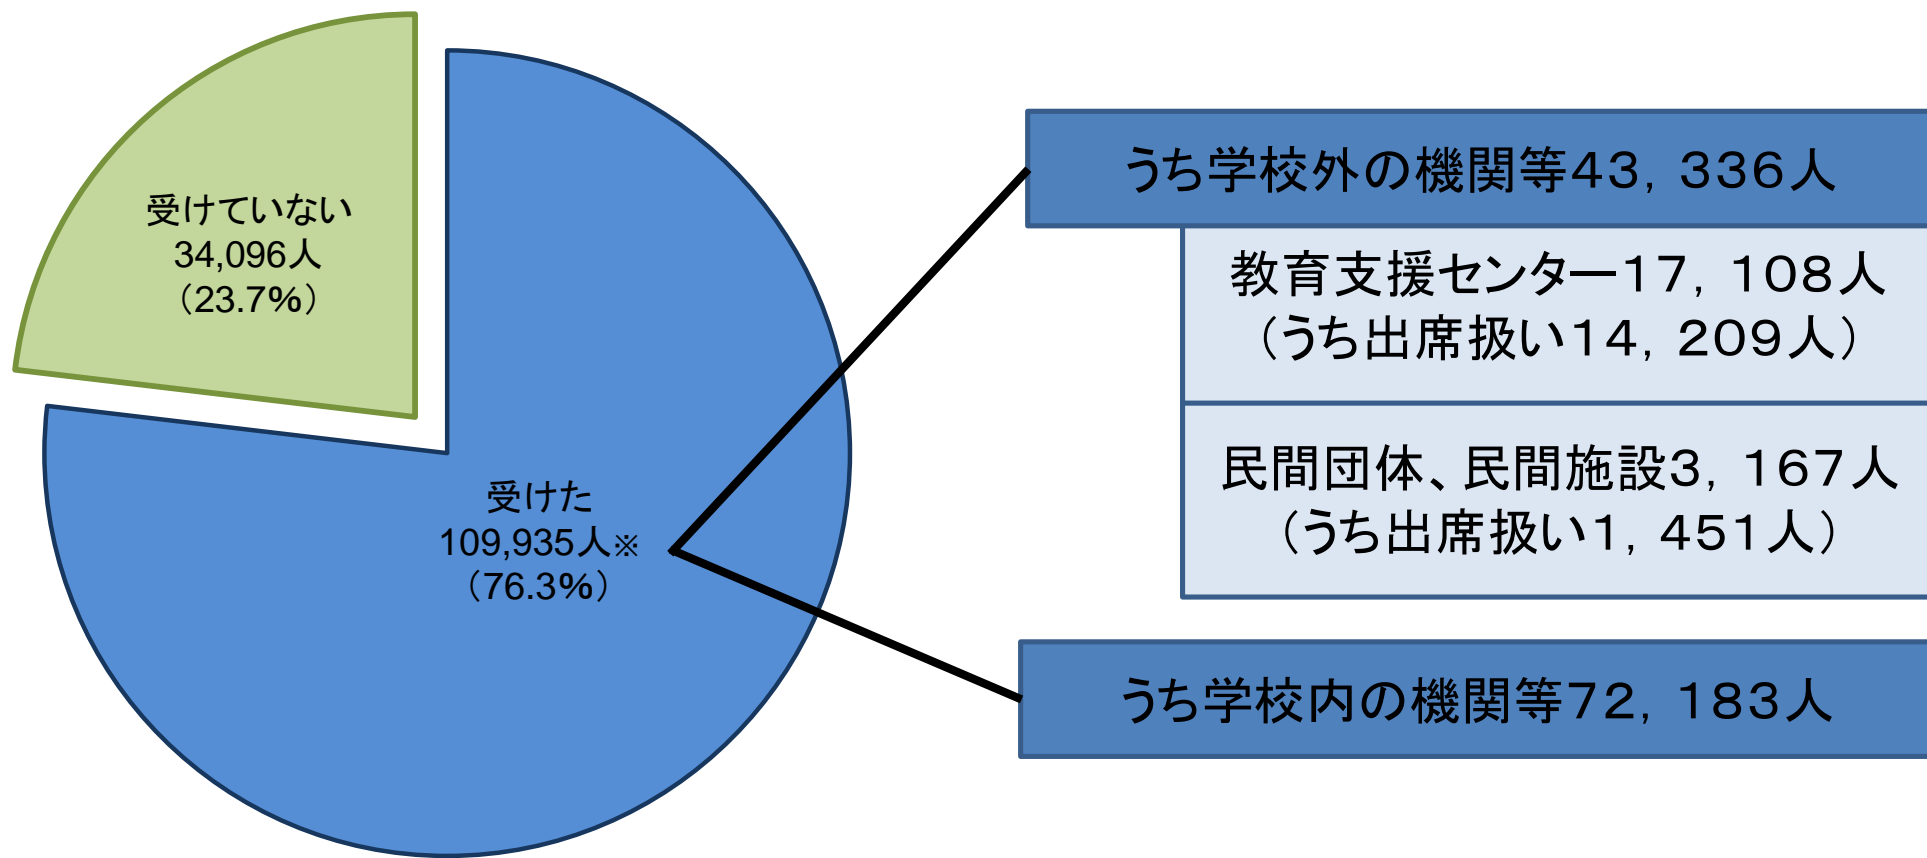 受けていない
34,096人
（23.7%）
受けた
109,935人※
（76.3%）
うち学校外の機関等４３，３３６人
教育支援センター１７，１０８人
（うち出席扱い１４，２０９人）
民間団体、民間施設３，１６７人
（うち出席扱い１，４５１人）
うち学校内の機関等７２，１８３人